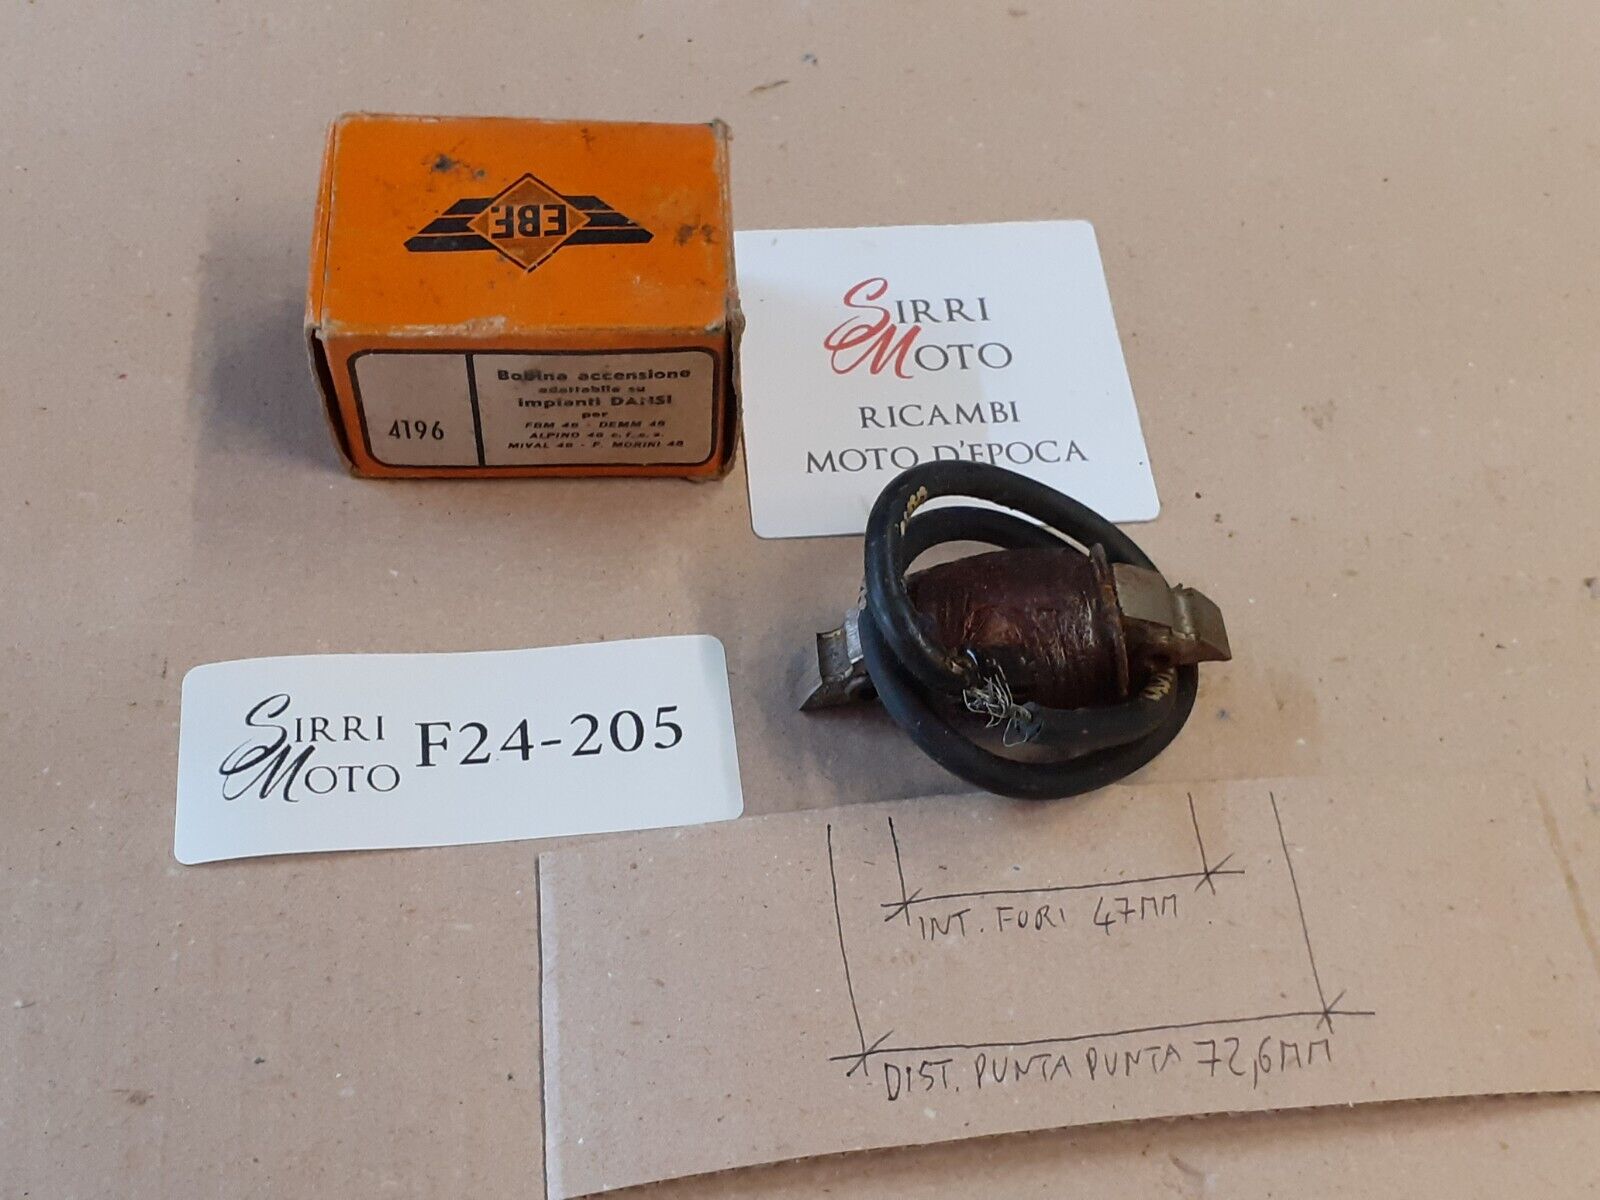 EBF.
4196
Bobina accensione
adattabile su
impianti DANSI
per
FBM 48 - DEMM 48
ALPINO 48 c, f, e, s.
MIVAL 48 - F. MORINI 48
SIRRI
MOTO
RICAMBI
MOTO D'EPOCA
SIRRI
MOTO
F24-205
INT. FORI 47MM
DIST. PUNTA PUNTA 72,6MM